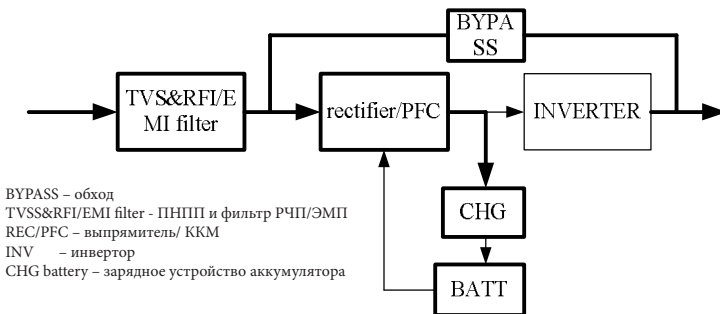 BYPA
SS
TVS&RFI/E
MI filter
rectifier/PFC
INVERTER
CHG
BATT
BYPASS – обход
TVSS&RFI/EMI filter - ПНПП и фильтр РЧП/ЭМП
REC/PFC – выпрямитель/ ККМ
INV – инвертор
CHG battery – зарядное устройство аккумулятора